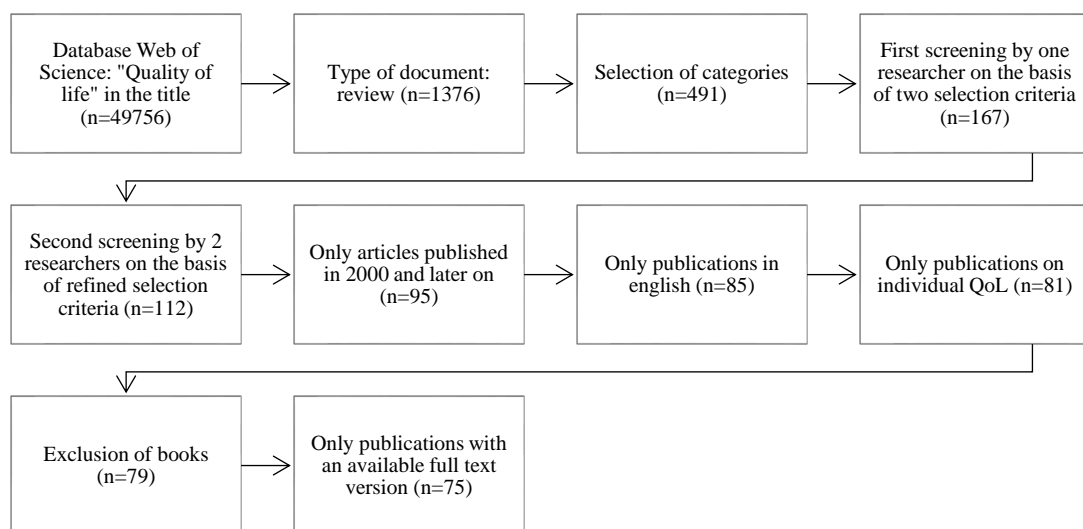 Database Web of
Science: "Quality of
life" in the title
(n=49756)
Type of document:
review (n=1376)
Selection of categories
(n=491)
First screening by one
researcher on the basis
of two selection criteria
(n=167)
Second screening by 2
researchers on the basis
of refined selection
criteria (n=112)
Only articles published
in 2000 and later on
(n=95)
Only publications in
english (n=85)
Only publications on
individual QoL (n=81)
Exclusion of books
(n=79)
Only publications with
an available full text
version (n=75)